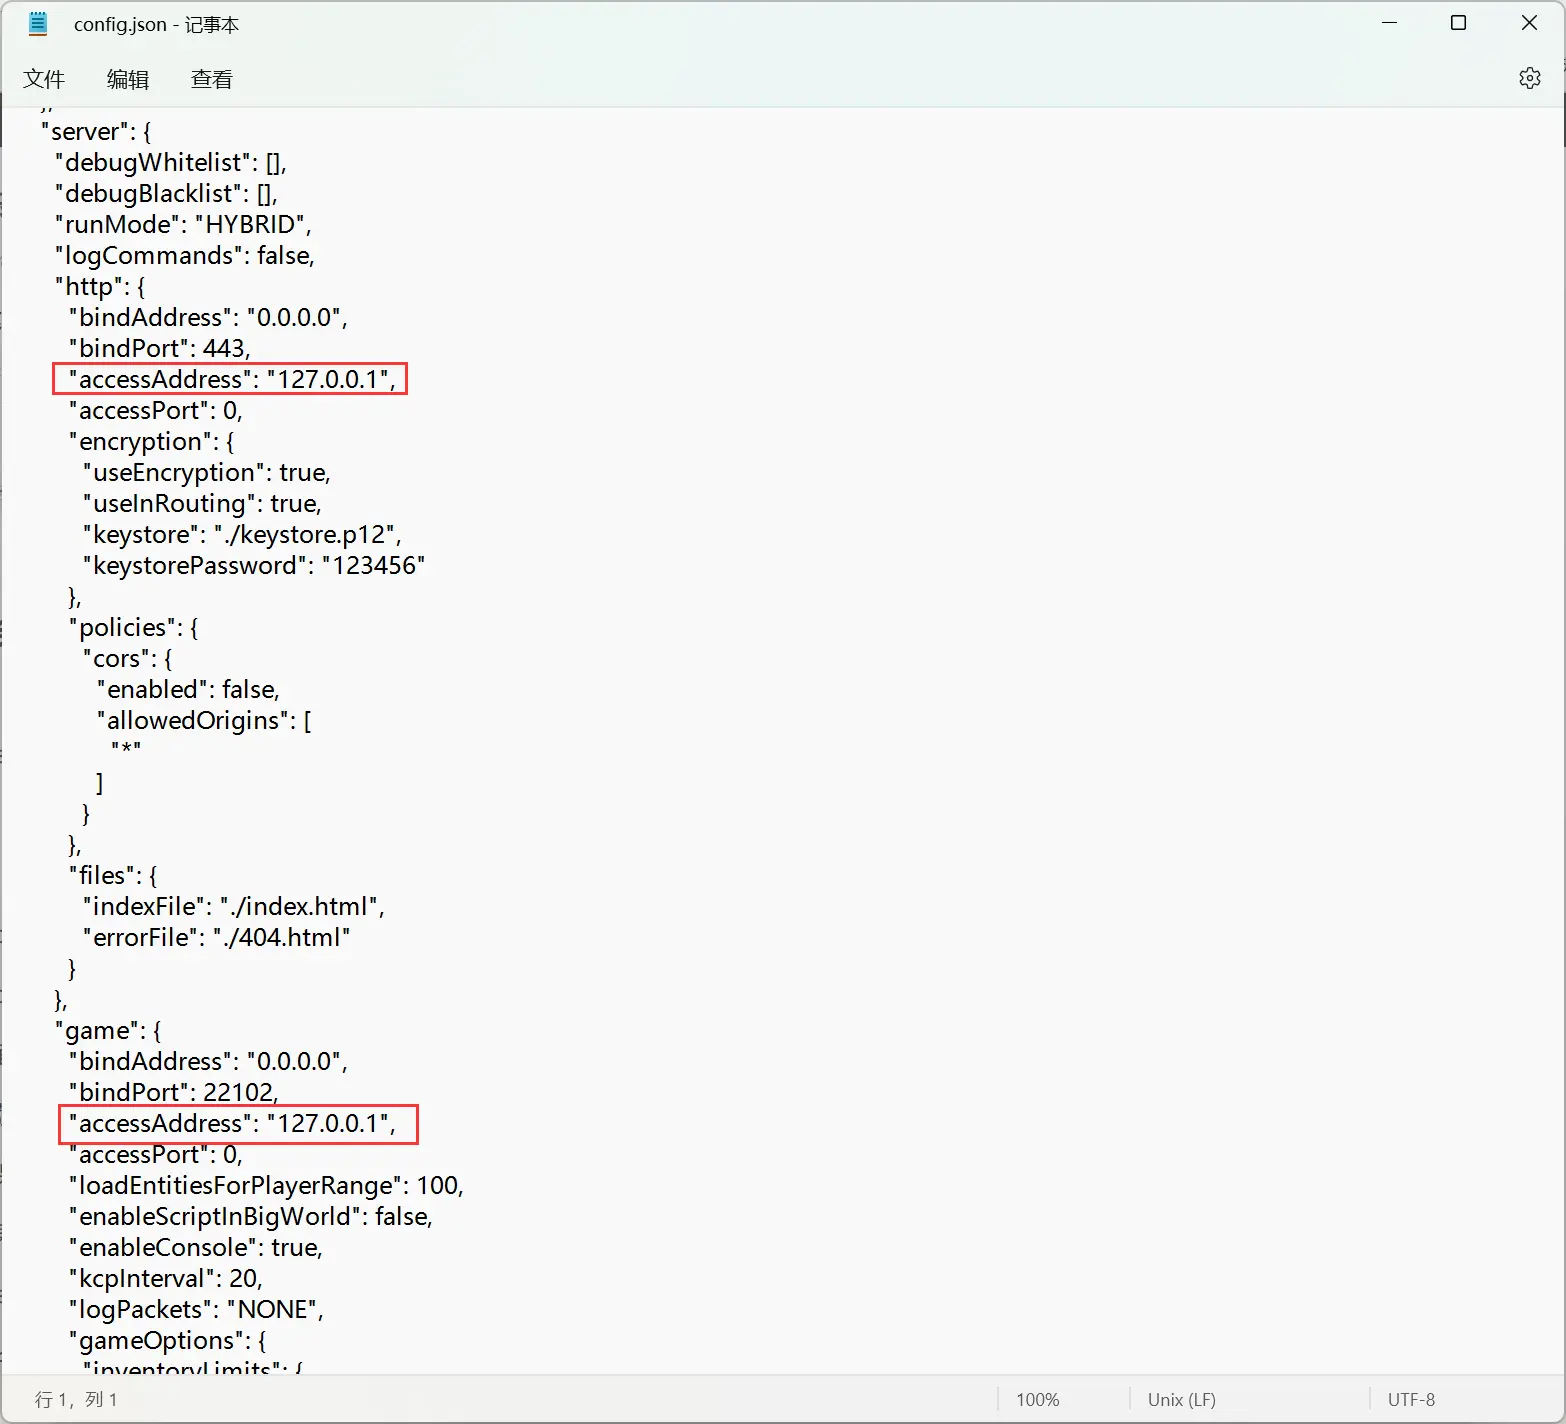 config.json - 记事本
文件 编辑 查看
},
"server": {
"debugWhitelist": [],
"debugBlacklist": [],
"runMode": "HYBRID",
"logCommands": false,
"http": {
"bindAddress": "0.0.0.0",
"bindPort": 443,
"accessAddress": "127.0.0.1",
"accessPort": 0,
"encryption": {
"useEncryption": true,
"useInRouting": true,
"keystore": "./keystore.p12",
"keystorePassword": "123456"
},
"policies": {
"cors": {
"enabled": false,
"allowedOrigins": [
"*"
]
}
},
"files": {
"indexFile": "./index.html",
"errorFile": "./404.html"
}
},
"game": {
"bindAddress": "0.0.0.0",
"bindPort": 22102,
"accessAddress": "127.0.0.1",
"accessPort": 0,
"loadEntitiesForPlayerRange": 100,
"enableScriptInBigWorld": false,
"enableConsole": true,
"kcpInterval": 20,
"logPackets": "NONE",
"gameOptions": {
"inventoryLimits": {
行 1，列 1 100% Unix (LF) UTF-8